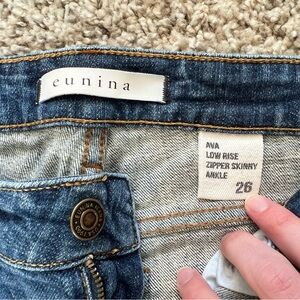 eunina
AVA
LOW RISE
ZIPPER SKINNY
ANKLE
26